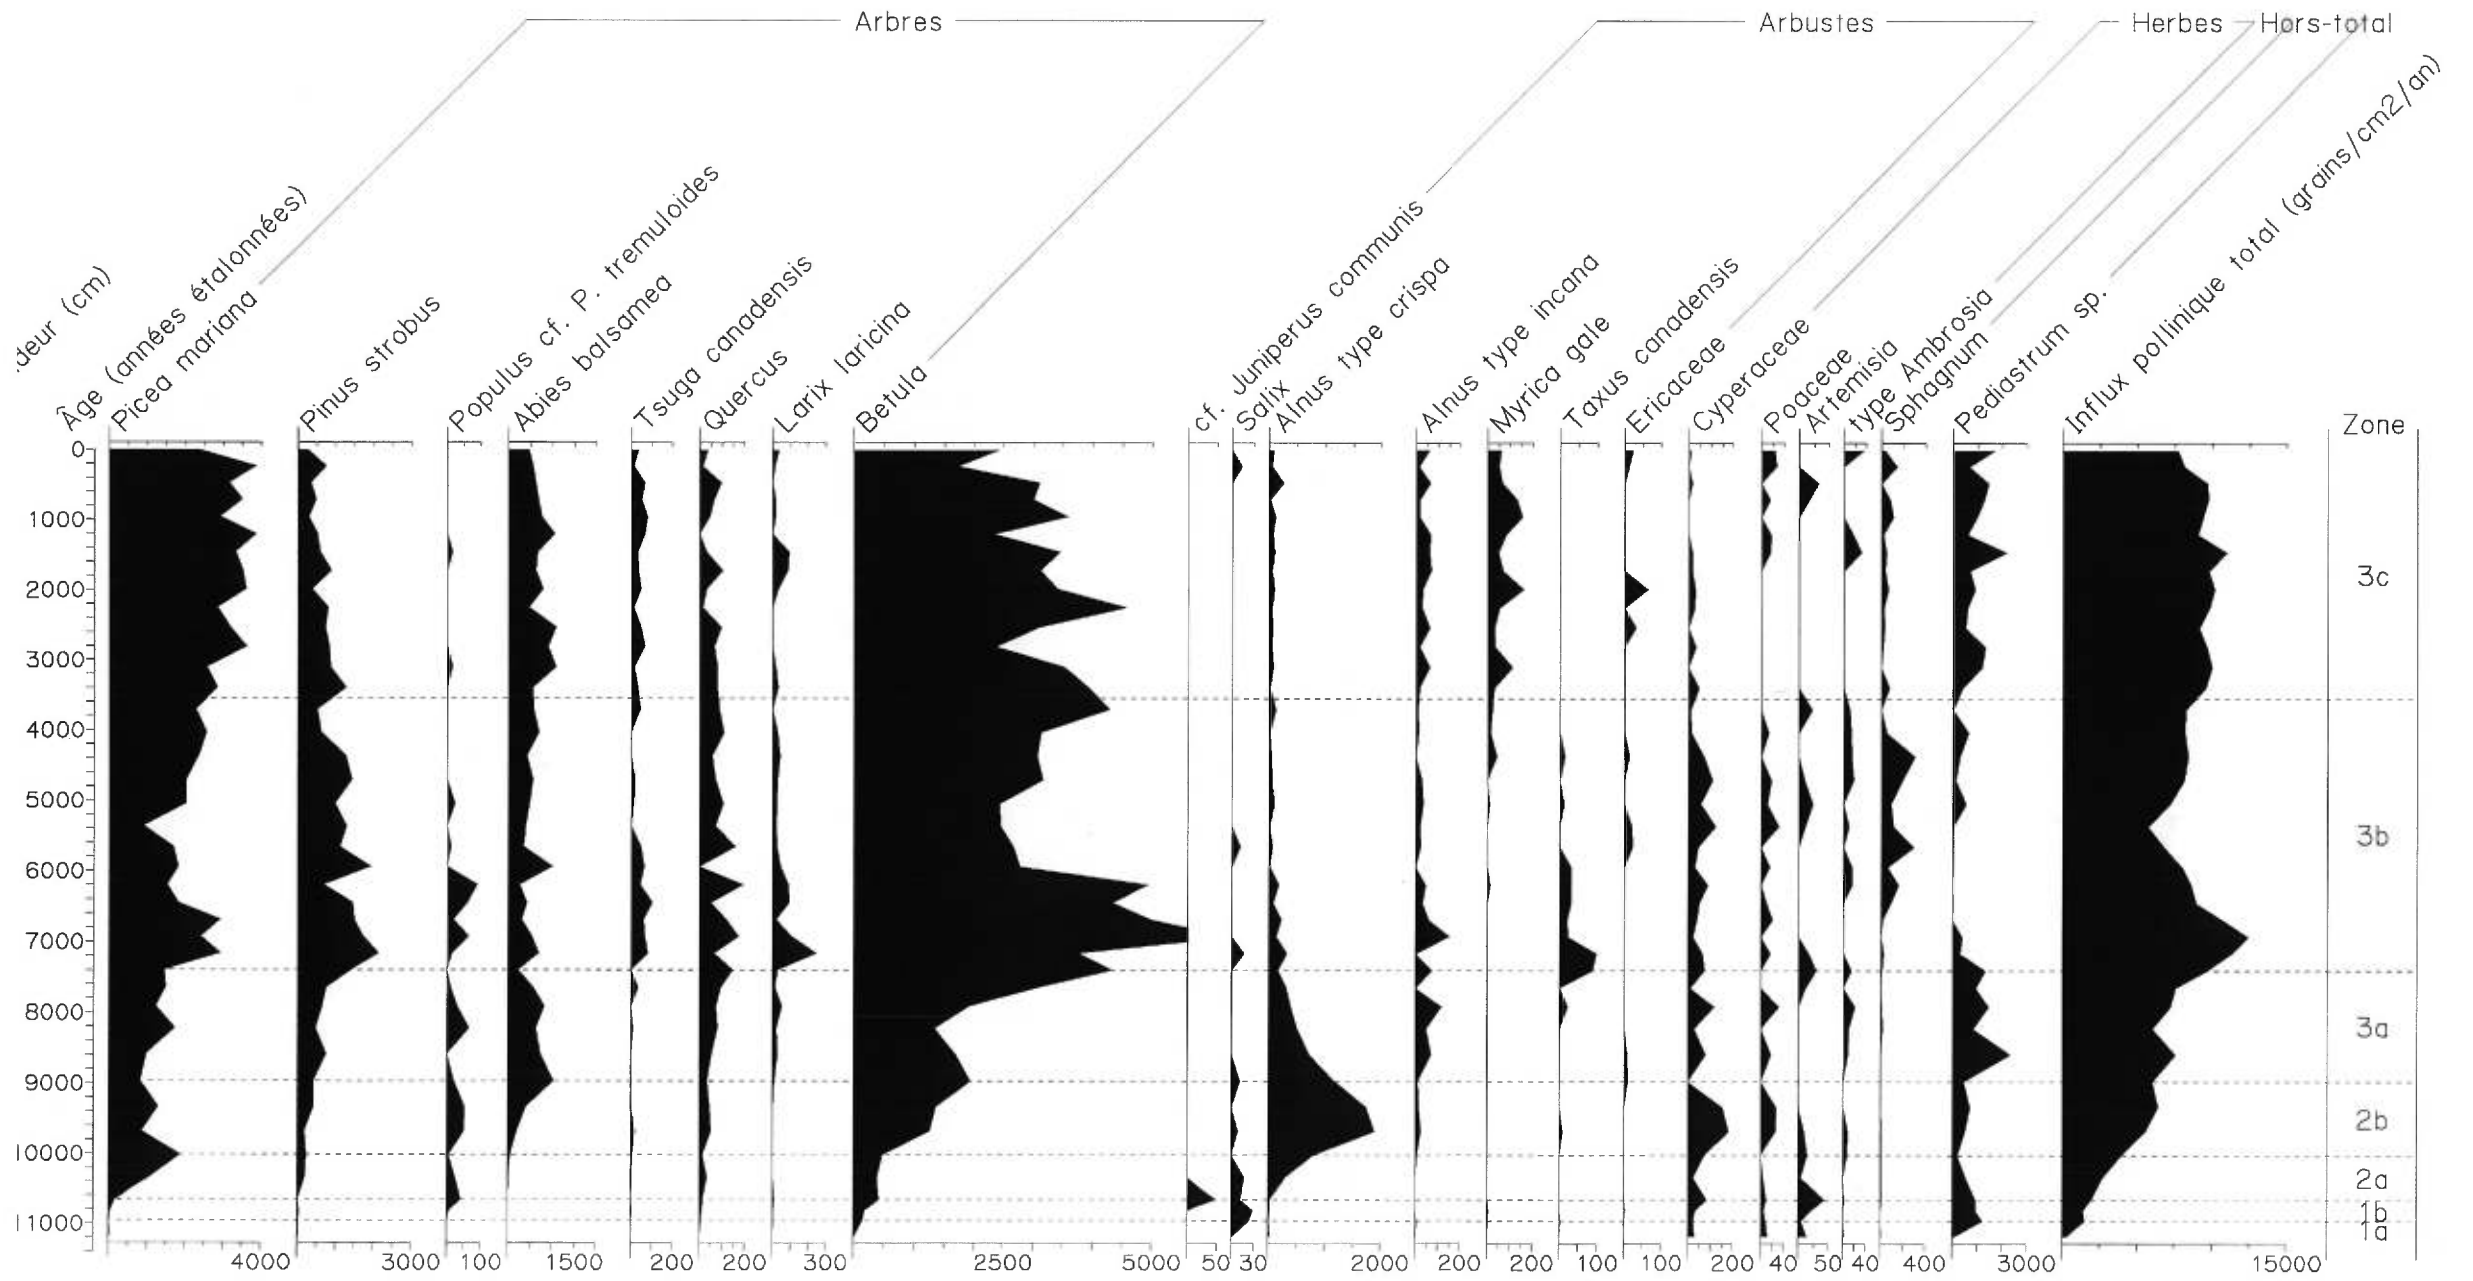 Arbres
Arbustes
Herbes
Hors-total
deur (cm)
Âge (années étalonnées)
Picea mariana
Pinus strobus
Populus cf. P. tremuloides
Abies balsamea
Tsuga canadensis
Quercus
Larix laricina
Betula
cf. Juniperus communis
Salix
Alnus type crispa
Alnus type incana
Myrica gale
Taxus canadensis
Ericaceae
Cyperaceae
Poaceae
Artemisia
type Ambrosia
Sphagnum
Pediastrum sp.
Influx pollinique total (grains/cm2/an)
Zone
0
1000
2000
3000
4000
5000
6000
7000
8000
9000
10000
11000
3c
3b
3a
2b
2a
1b
1a
4000 3000 100 1500 200 200 300 2500 5000 50 30 2000 200 200 100 100 200 40 50 40 400 3000 15000